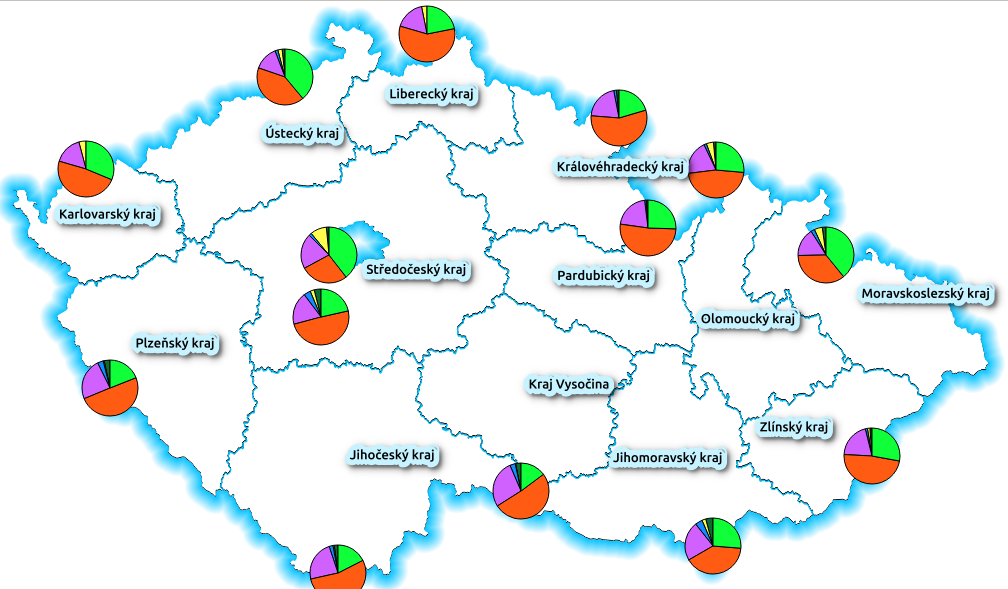 Liberecký kraj
Ústecký kraj
Královéhradecký kraj
Karlovarský kraj
Středočeský kraj
Pardubický kraj
Moravskoslezský kraj
Olomoucký kraj
Plzeňský kraj
Kraj Vysočina
Zlínský kraj
Jihočeský kraj
Jihomoravský kraj